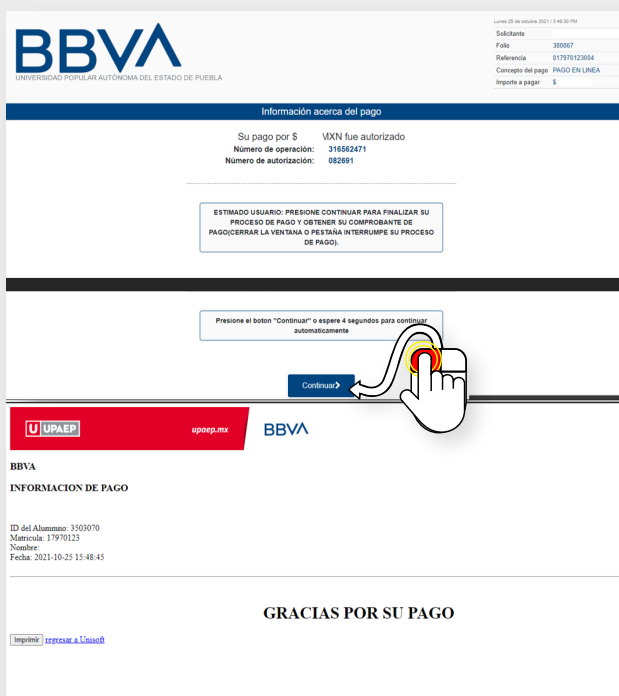 Lunes 25 de octubre 2021 / 3:48:30 PM
BBVA
UNIVERSIDAD POPULAR AUTÓNOMA DEL ESTADO DE PUEBLA
Solicitante
Folio 380867
Referencia 017970123004
Concepto del pago PAGO EN LINEA
Importe a pagar $
Información acerca del pago
Su pago por $ MXN fue autorizado
Número de operación: 316562471
Número de autorización: 082691
ESTIMADO USUARIO: PRESIONE CONTINUAR PARA FINALIZAR SU
PROCESO DE PAGO Y OBTENER SU COMPROBANTE DE
PAGO(CERRAR LA VENTANA O PESTAÑA INTERRUMPE SU PROCESO
DE PAGO).
Presione el boton "Continuar" o espere 4 segundos para continuar
automaticamente
Continuar
U UPAEP
upaep.mx
BBVA
BBVA
INFORMACION DE PAGO
ID del Alummno: 3503070
Matricula: 17970123
Nombre:
Fecha: 2021-10-25 15:48:45
GRACIAS POR SU PAGO
Imprimir regresar a Unisoft